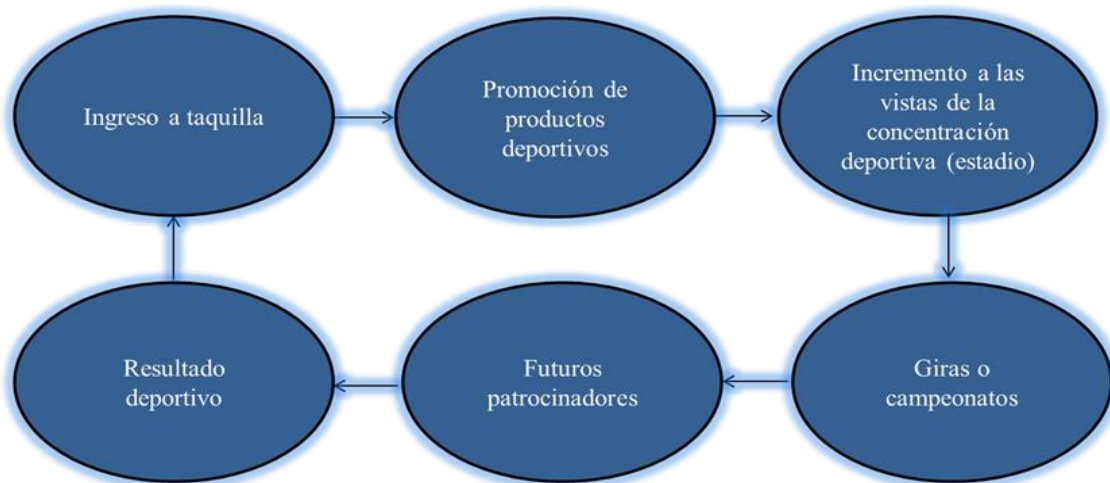 Ingreso a taquilla
Promoción de
productos
deportivos
Incremento a las
vistas de la
concentración
deportiva (estadio)
Resultado
deportivo
Futuros
patrocinadores
Giras o
campeonatos